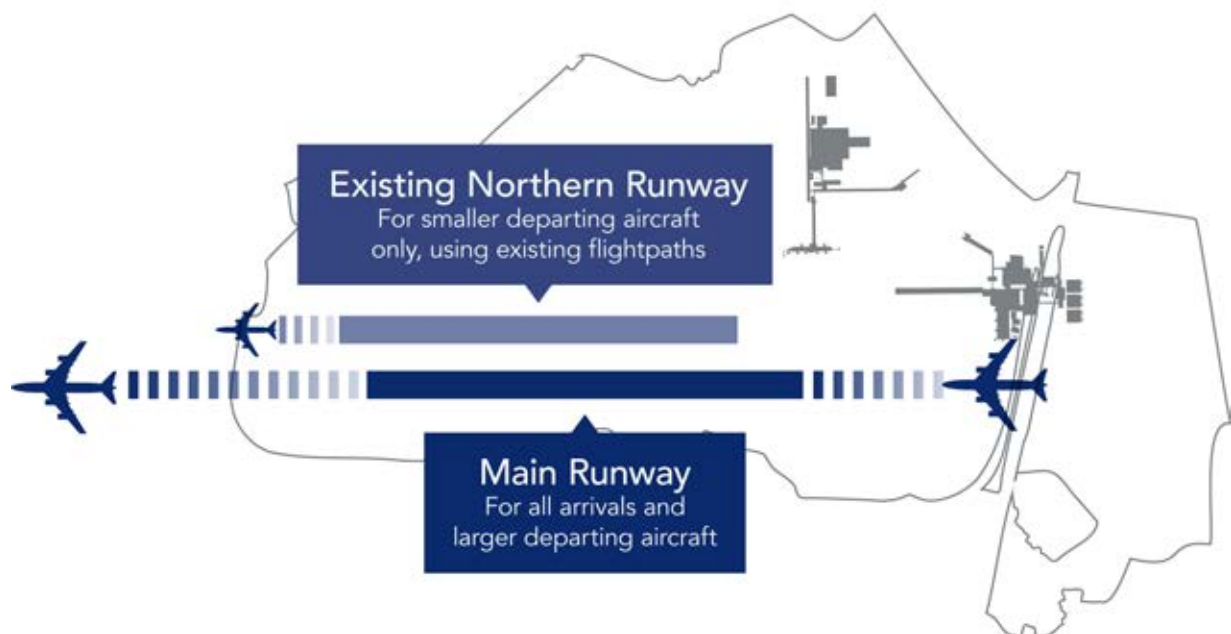 Existing Northern Runway
For smaller departing aircraft
only, using existing flightpaths
Main Runway
For all arrivals and
larger departing aircraft